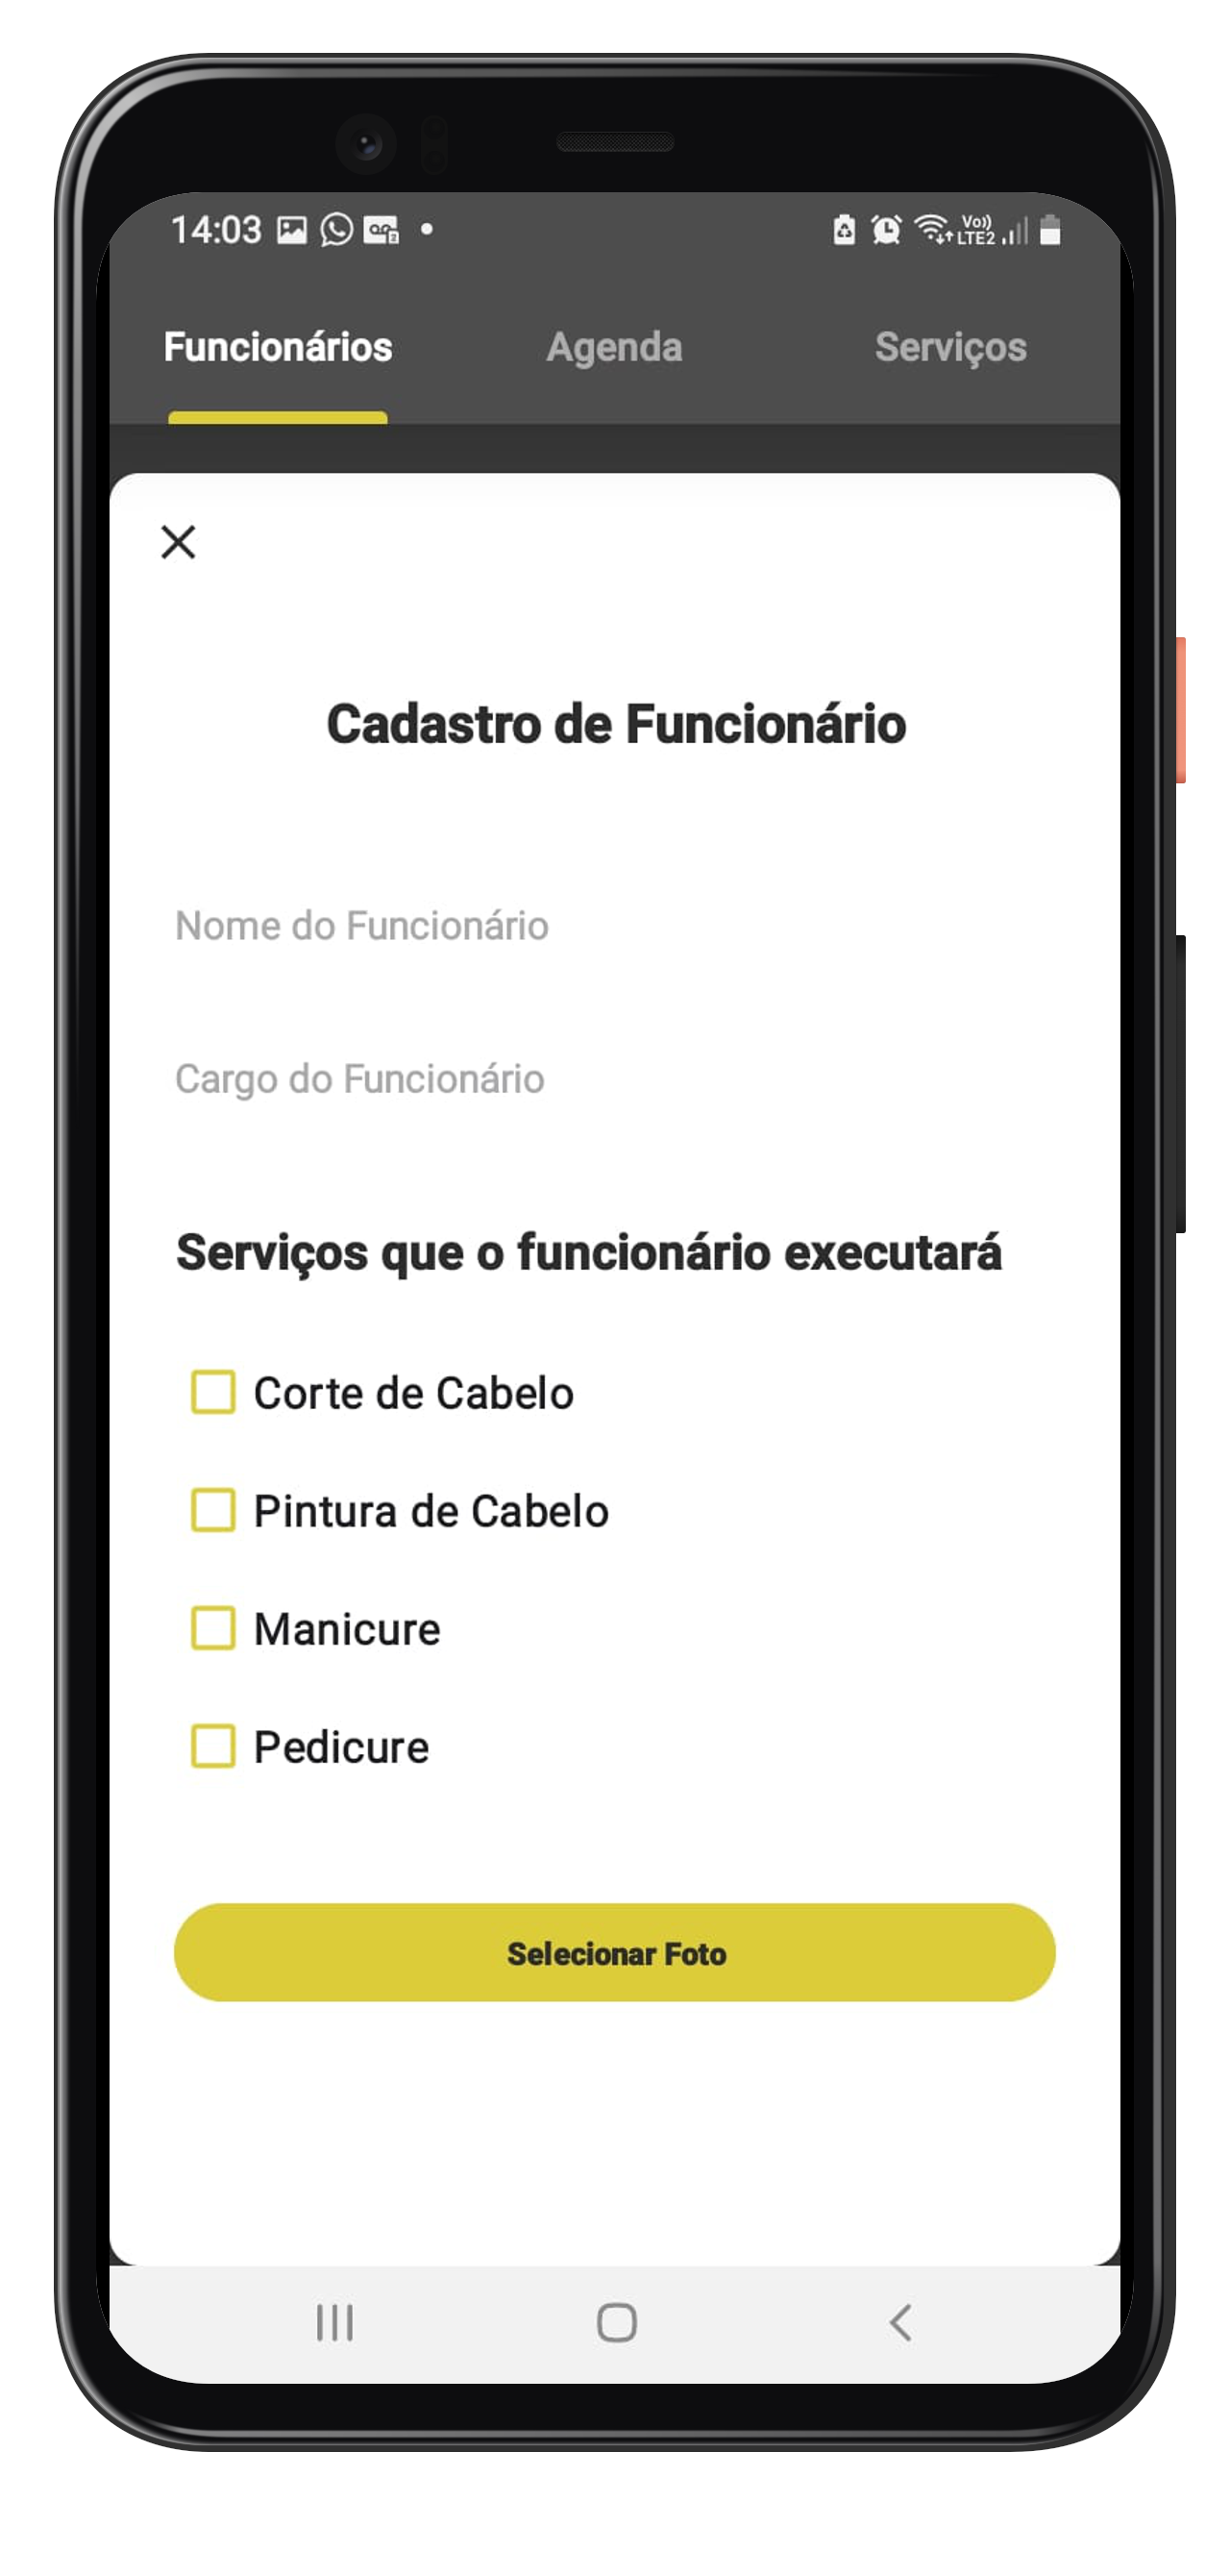 14:03
Vo)) LTE2
Funcionários Agenda Serviços
Cadastro de Funcionário
Nome do Funcionário
Cargo do Funcionário
Serviços que o funcionário executará
Corte de Cabelo
Pintura de Cabelo
Manicure
Pedicure
Selecionar Foto